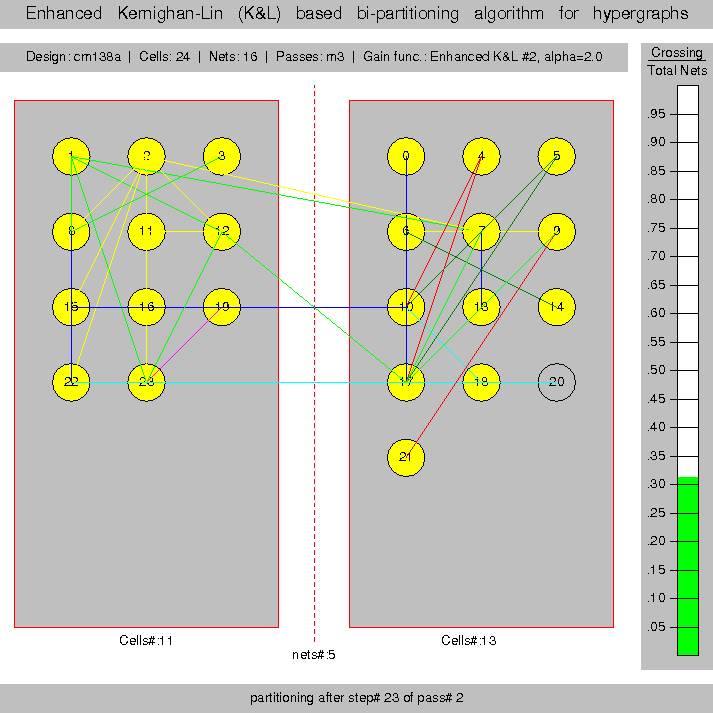 Enhanced Kernighan-Lin (K&L) based bi-partitioning algorithm for hypergraphs
Design: cm138a | Cells: 24 | Nets: 16 | Passes: m3 | Gain func.: Enhanced K&L #2, alpha=2.0
Crossing
Total Nets
.95
.90
.85
.80
.75
.70
.65
.60
.55
.50
.45
.40
.35
.30
.25
.20
.15
.10
.05
1 2 3 0 4 5
8 11 12 6 7 9
15 16 19 10 13 14
22 23 17 18 20
21
Cells#:11
Cells#:13
nets#:5
partitioning after step# 23 of pass# 2